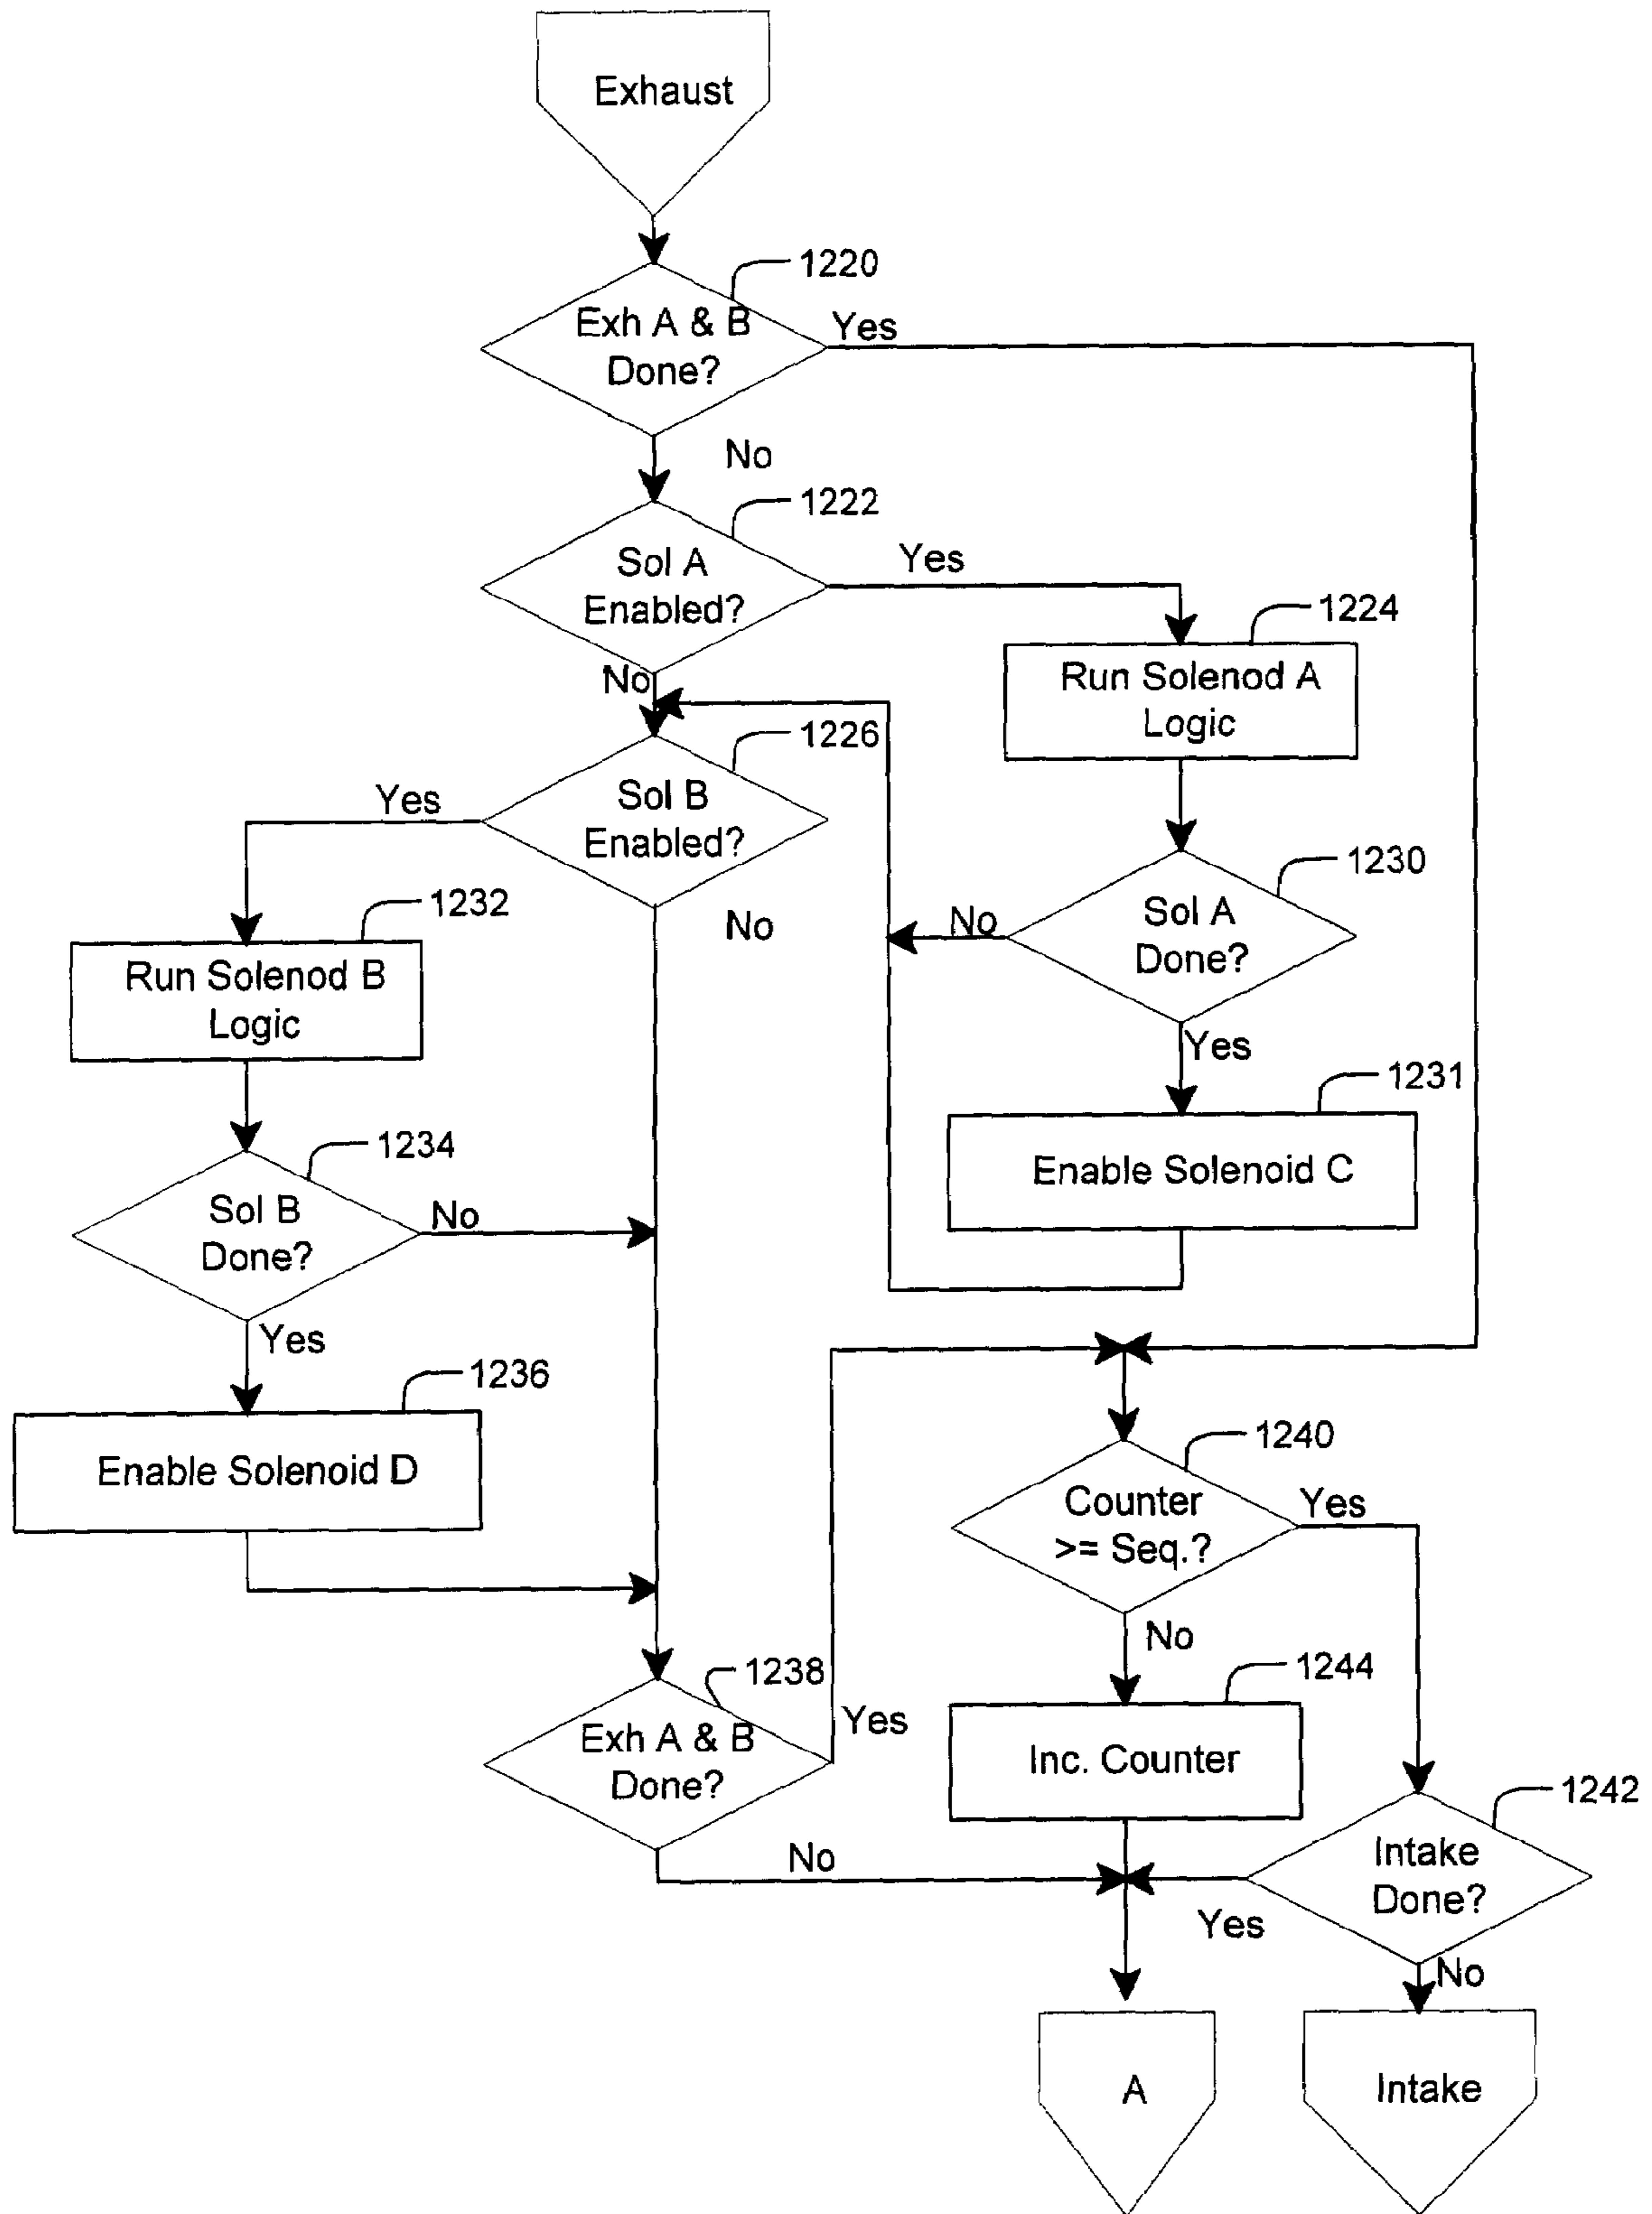 Exhaust
1220
Exh A & B
Done?
Yes
No
1222
Sol A
Enabled?
Yes
1224
Run Solenod A
Logic
No
1226
Sol B
Enabled?
Yes
No
1230
Sol A
Done?
No
Yes
1232
Run Solenod B
Logic
1231
Enable Solenoid C
1234
Sol B
Done?
No
Yes
1236
Enable Solenoid D
1240
Counter
>= Seq.?
Yes
No
1238
Exh A & B
Done?
Yes
No
1244
Inc. Counter
1242
Intake
Done?
Yes
No
A
Intake